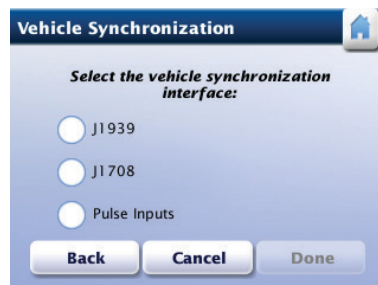 Vehicle Synchronization
Select the vehicle synchronization
interface:
J1939
J1708
Pulse Inputs
Back Cancel Done